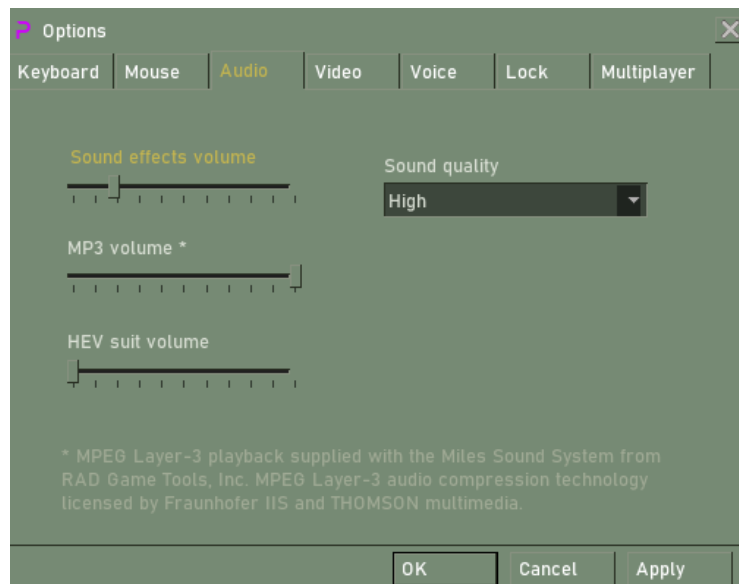 Options
Keyboard Mouse Audio Video Voice Lock Multiplayer
Sound effects volume
Sound quality
High
MP3 volume *
HEV suit volume
* MPEG Layer-3 playback supplied with the Miles Sound System from
RAD Game Tools, Inc. MPEG Layer-3 audio compression technology
licensed by Fraunhofer IIS and THOMSON multimedia.
OK Cancel Apply